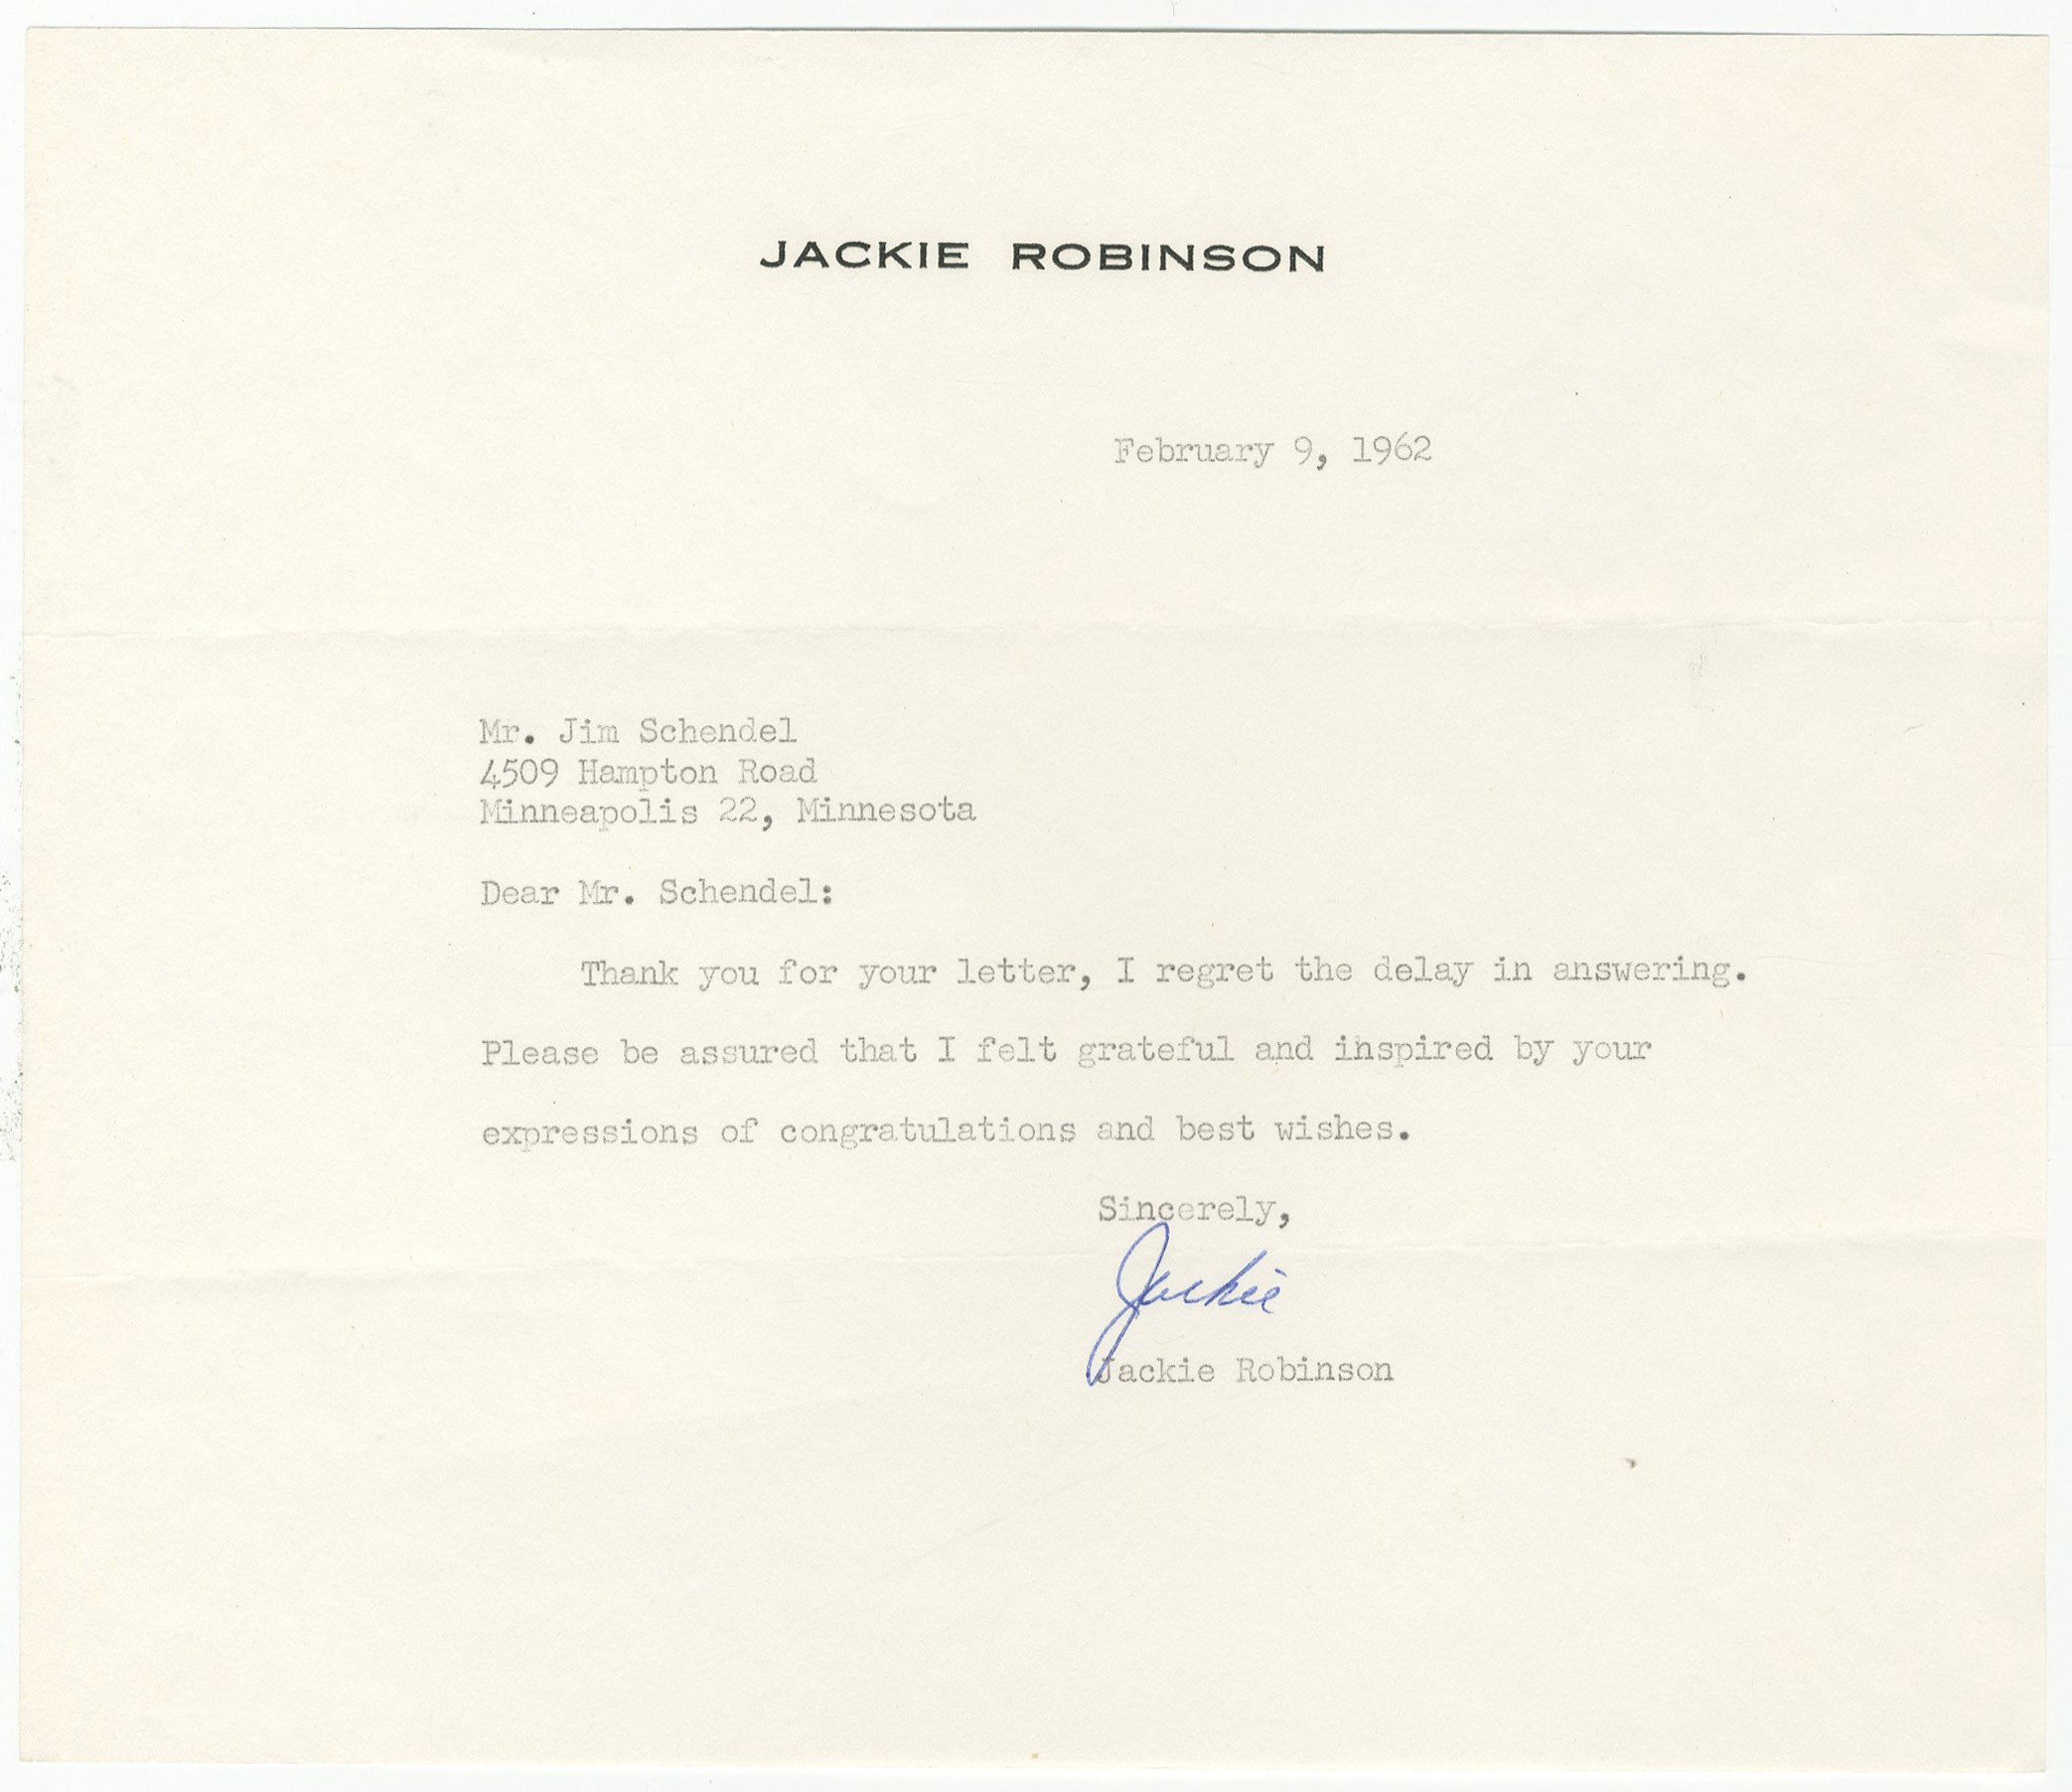 JACKIE ROBINSON
February 9, 1962
Mr. Jim Schendel
4509 Hampton Road
Minneapolis 22, Minnesota
Dear Mr. Schendel:
Thank you for your letter, I regret the delay in answering.
Please be assured that I felt grateful and inspired by your
expressions of congratulations and best wishes.
Sincerely,
Jackie
Jackie Robinson